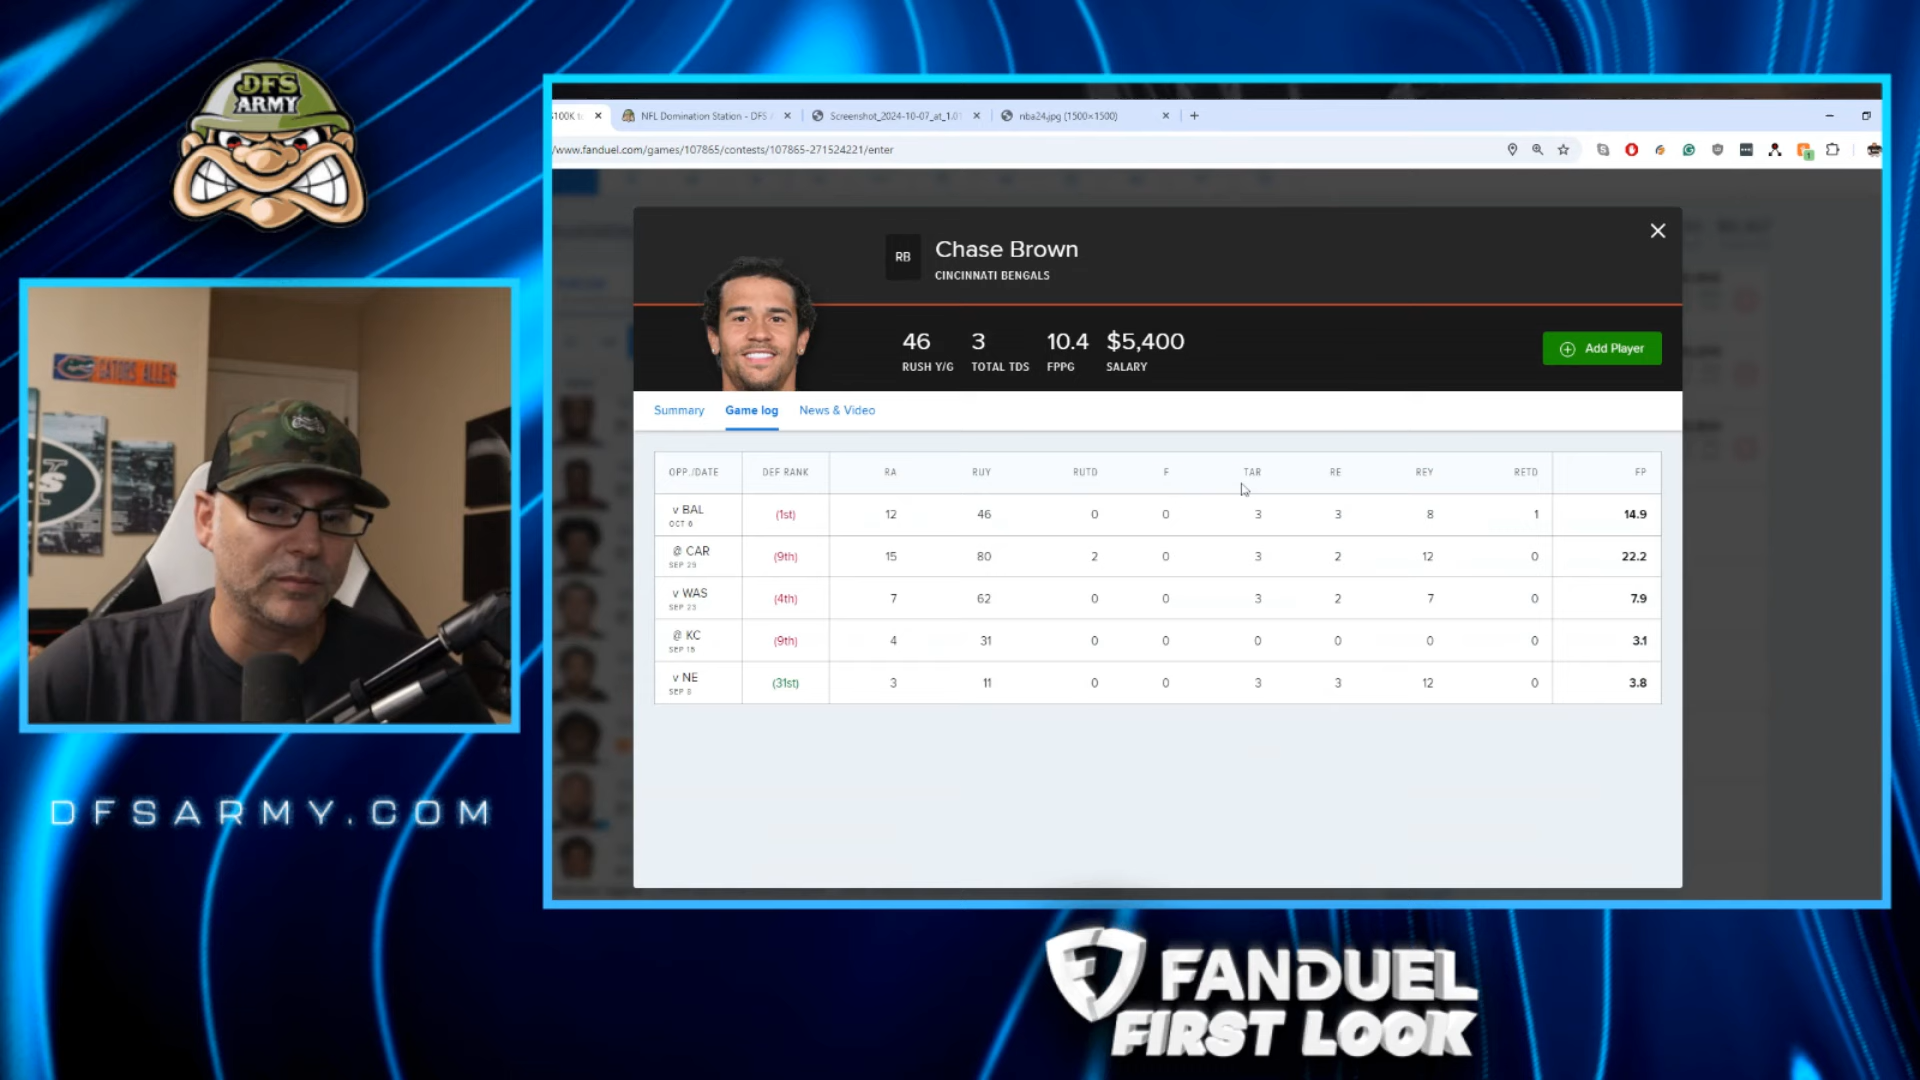 DFS
ARMY
GATORS ALLEY
DFSARMY.COM
$100K to
NFL Domination Station - DFS
Screenshot_2024-10-07_at_1.0
nba24.jpg (1500×1500)
/www.fanduel.com/games/107865/contests/107865-271524221/enter
RB
Chase Brown
CINCINNATI BENGALS
46 3 10.4 $5,400
RUSH Y/G TOTAL TDS FPPG SALARY
Add Player
Summary Game log News & Video
OPP./DATE DEF RANK RA RUY RUTD F TAR RE REY RETD FP
v BAL (1st) 12 46 0 0 3 3 8 1 14.9
OCT 6
@ CAR (9th) 15 80 2 0 3 2 12 0 22.2
SEP 29
v WAS (4th) 7 62 0 0 3 2 7 0 7.9
SEP 23
@ KC (9th) 4 31 0 0 0 0 0 0 3.1
SEP 15
v NE (31st) 3 11 0 0 3 3 12 0 3.8
SEP 8
FANDUEL
FIRST LOOK